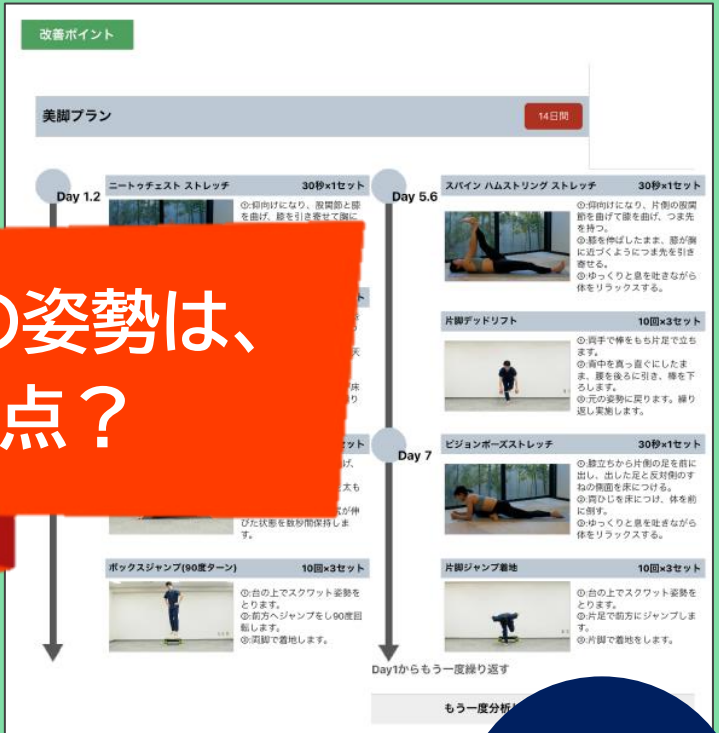 改善ポイント
美脚プラン
14日間
Day 1.2
ニートゥチェスト ストレッチ
30秒×1セット
①:仰向けになり、股関節と膝
を曲げ、膝を引き寄せて胸に
の姿勢は、
点？
びた状態を数秒間保持しま
す。
ボックスジャンプ(90度ターン)
10回×3セット
①:台の上でスクワット姿勢を
とります。
②:前方へジャンプをし90度回
転します。
③:両脚で着地します。
Day 5.6
スパイン ハムストリング ストレッチ
30秒×1セット
①:仰向けになり、片側の股関
節を曲げて膝を曲げ、つま先
を持つ。
②:膝を伸ばしたまま、膝が胸
に近づくようにつま先を引き
寄せる。
③:ゆっくりと息を吐きながら
体をリラックスする。
片脚デッドリフト
10回×3セット
①:両手で棒をもち片足で立ち
ます。
②:背中を真っ直ぐにしたま
ま、腰を後ろに引き、棒を下
ろします。
③:元の姿勢に戻ります。繰り
返し実施します。
Day 7
ピジョンポーズストレッチ
30秒×1セット
①:膝立ちから片側の足を前に
出し、出した足と反対側のす
ねの側面を床につける。
②:両ひじを床につけ、体を前
に倒す。
③:ゆっくりと息を吐きながら
体をリラックスする。
片脚ジャンプ着地
10回×3セット
①:台の上でスクワット姿勢を
とります。
②:片足で前方にジャンプしま
す。
③:片脚で着地をします。
Day1からもう一度繰り返す
もう一度分析